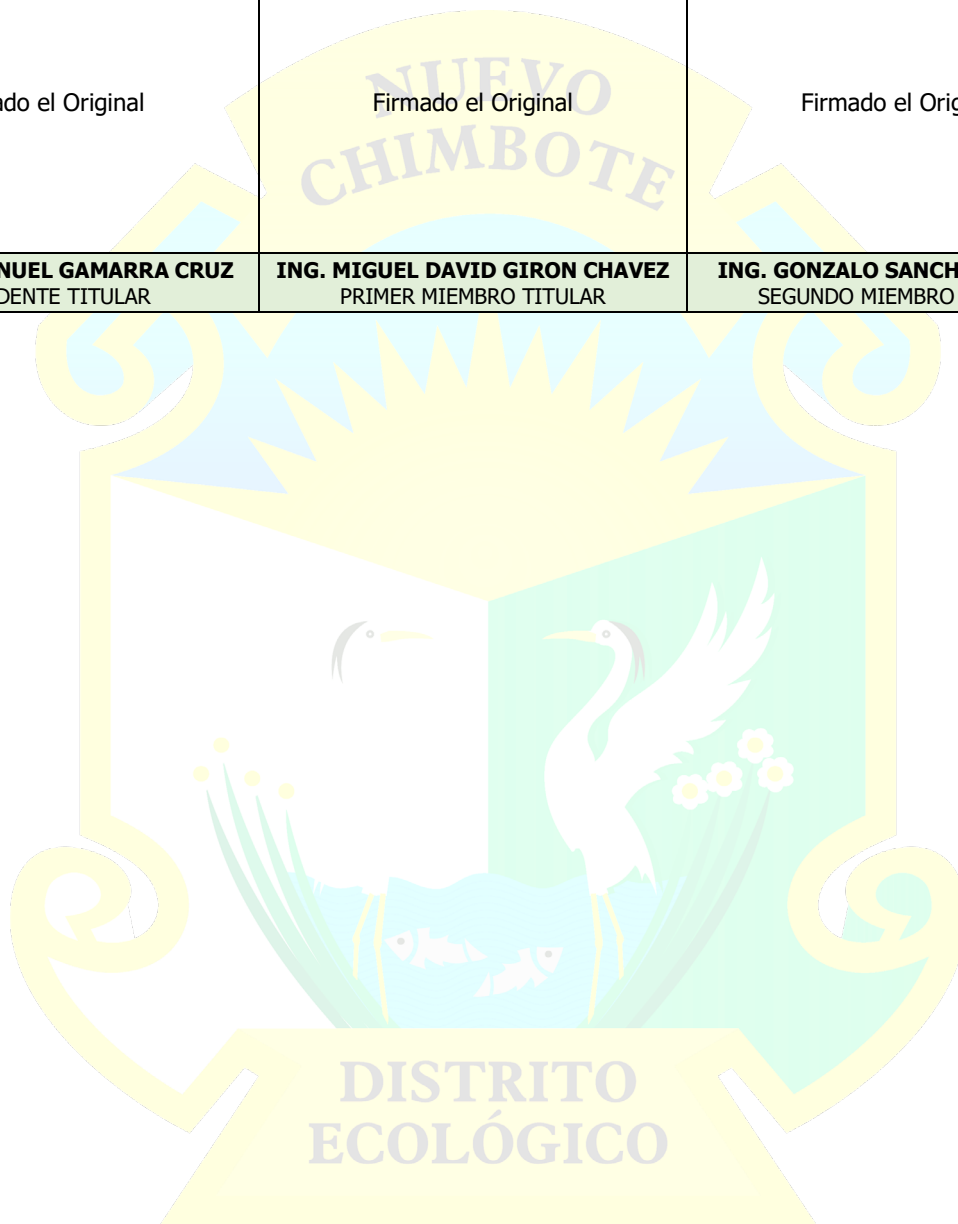 NUEVO
CHIMBOTE
ado el Original
Firmado el Original
Firmado el Orig
NUEL GAMARRA CRUZ
DENTE TITULAR
ING. MIGUEL DAVID GIRON CHAVEZ
PRIMER MIEMBRO TITULAR
ING. GONZALO SANCH
SEGUNDO MIEMBRO
DISTRITO
ECOLÓGICO